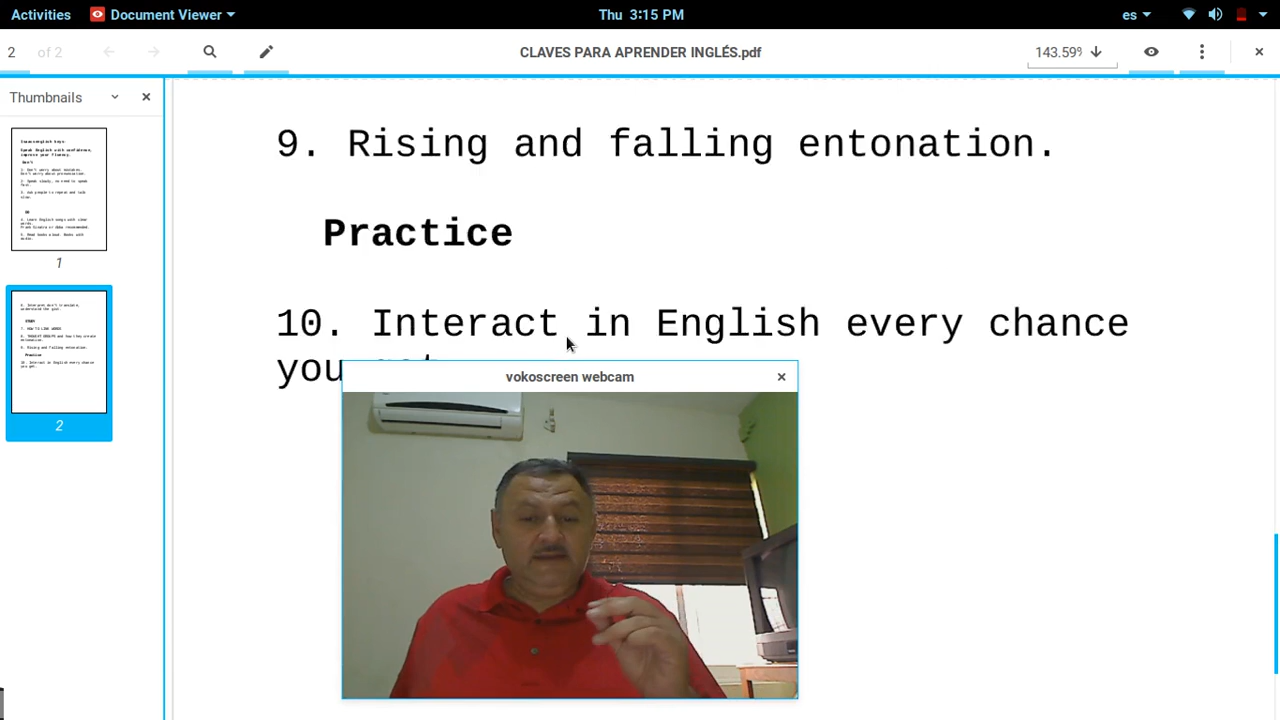 Activities Document Viewer Thu 3:15 PM es
2 of 2 CLAVES PARA APRENDER INGLÉS.pdf 143.59%
Thumbnails
9. Rising and falling entonation.
Practice
10. Interact in English every chance
you get
vokoscreen webcam
1
2